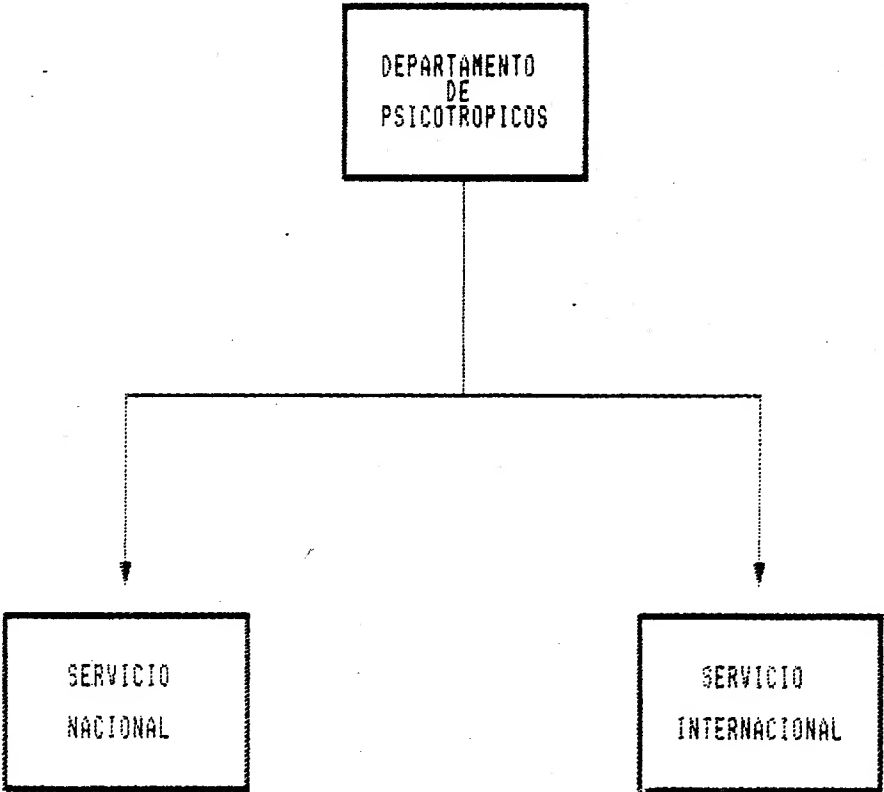 DEPARTAMENTO
DE
PSICOTROPICOS
SERVICIO
NACIONAL
SERVICIO
INTERNACIONAL